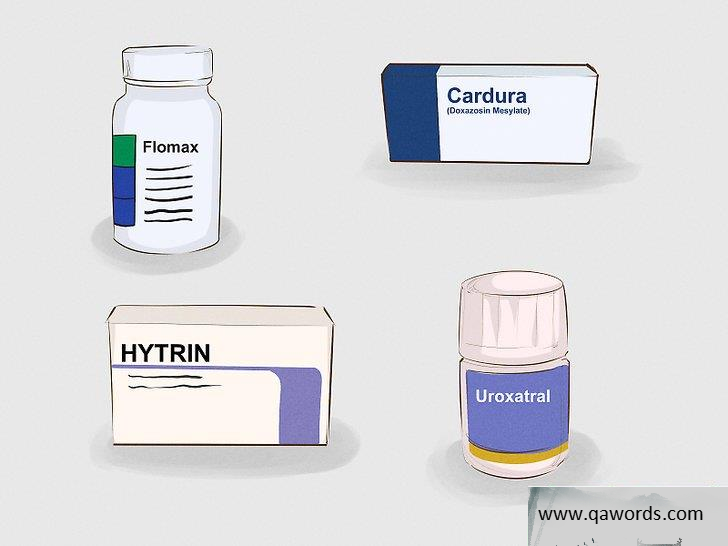 Flomax
Cardura
(Doxazosin Mesylate)
HYTRIN
Uroxatral
www.qawords.com